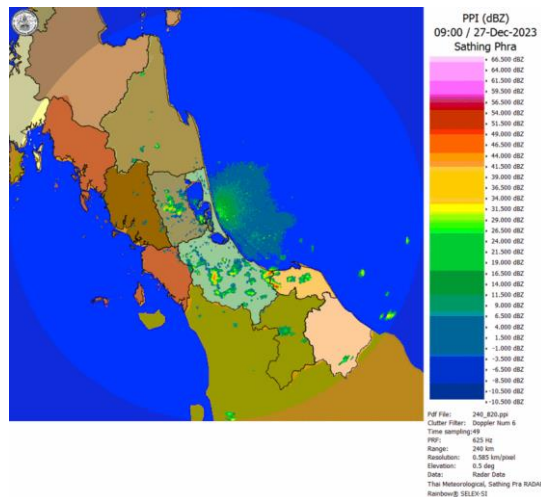 PPI (dBZ)
09:00 / 27-Dec-2023
Sathing Phra
66.500 dBZ
64.000 dBZ
61.500 dBZ
59.500 dBZ
56.500 dBZ
54.000 dBZ
51.500 dBZ
49.000 dBZ
46.500 dBZ
44.000 dBZ
41.500 dBZ
39.000 dBZ
36.500 dBZ
34.000 dBZ
31.500 dBZ
29.000 dBZ
26.500 dBZ
24.000 dBZ
21.500 dBZ
19.000 dBZ
16.500 dBZ
14.000 dBZ
11.500 dBZ
9.000 dBZ
6.500 dBZ
4.000 dBZ
1.500 dBZ
-1.000 dBZ
-3.500 dBZ
-6.000 dBZ
-8.500 dBZ
-10.500 dBZ
-10.500 dBZ
Pdf File: 240_820.ppi
Clutter Filter: Doppler Num 6
Time sampling:49
PRF: 625 Hz
Range: 240 km
Resolution: 0.585 km/pixel
Elevation: 0.5 deg
Data: Radar Data
Thai Meteorological, Sathing Pra RADAR
Rainbow® SELEX-SI